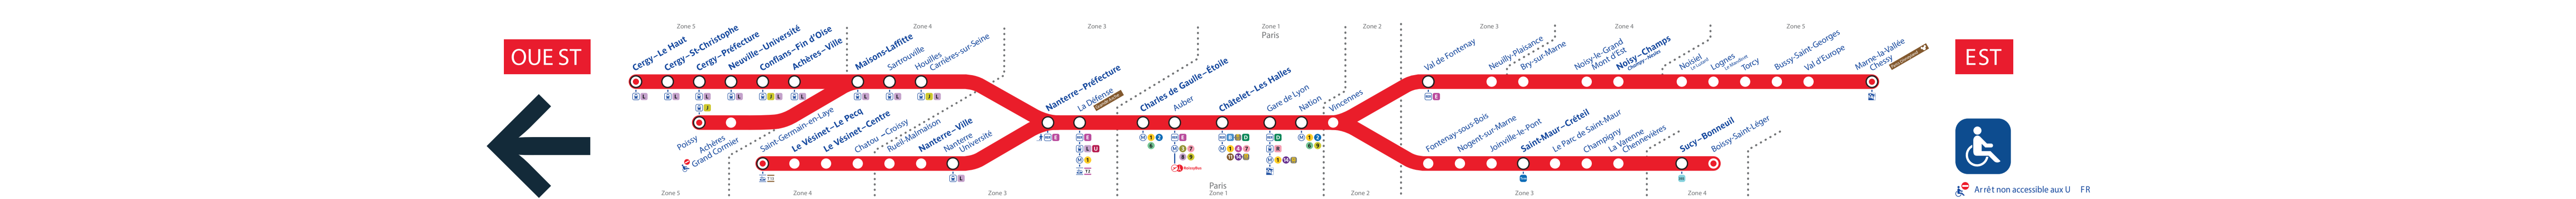 Zone 5
Zone 4
Zone 3
Zone 1
Paris
Zone 2
Zone 3
Zone 4
Zone 5
OUE ST
EST
Cergy–Le Haut
Cergy–St-Christophe
Cergy–Préfecture
Neuville–Université
Conflans–Fin d'Oise
Achères–Ville
Maisons-Laffitte
Sartrouville
Houilles
Carrières-sur-Seine
Poissy
Achères
Grand Cormier
Saint-Germain-en-Laye
Le Vésinet–Le Pecq
Le Vésinet–Centre
Chatou–Croissy
Rueil-Malmaison
Nanterre–Ville
Nanterre
Université
Nanterre–Préfecture
La Défense
Charles de Gaulle–Étoile
Auber
Châtelet–Les Halles
Gare de Lyon
Nation
Vincennes
Val de Fontenay
Neuilly-Plaisance
Bry-sur-Marne
Noisy-le-Grand
Mont d'Est
Noisy–Champs
Noisiel
Lognes
Torcy
Bussy-Saint-Georges
Val d'Europe
Marne-la-Vallée
Chessy
Fontenay-sous-Bois
Nogent-sur-Marne
Joinville-le-Pont
Saint-Maur–Créteil
Le Parc de Saint-Maur
Champigny
La Varenne
Chennevières
Sucy–Bonneuil
Boissy-Saint-Léger
Zone 5
Zone 4
Zone 3
Paris
Zone 1
Zone 2
Zone 3
Zone 4
Arrêt non accessible aux U FR